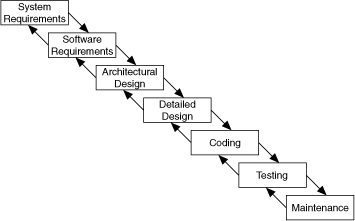 System
Requirements
Software
Requirements
Architectural
Design
Detailed
Design
Coding
Testing
Maintenance